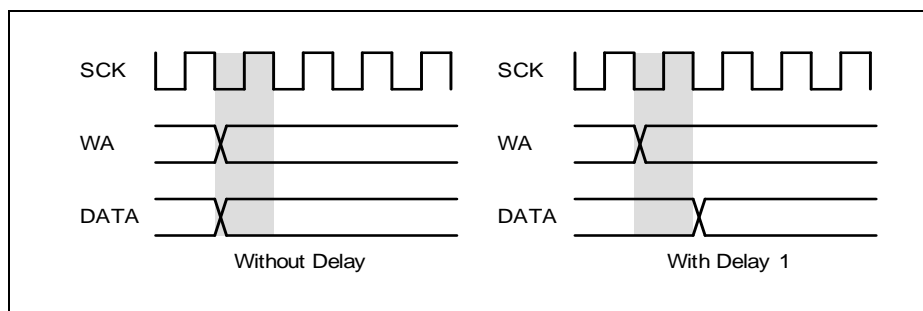 SCK
WA
DATA
Without Delay
SCK
WA
DATA
With Delay 1